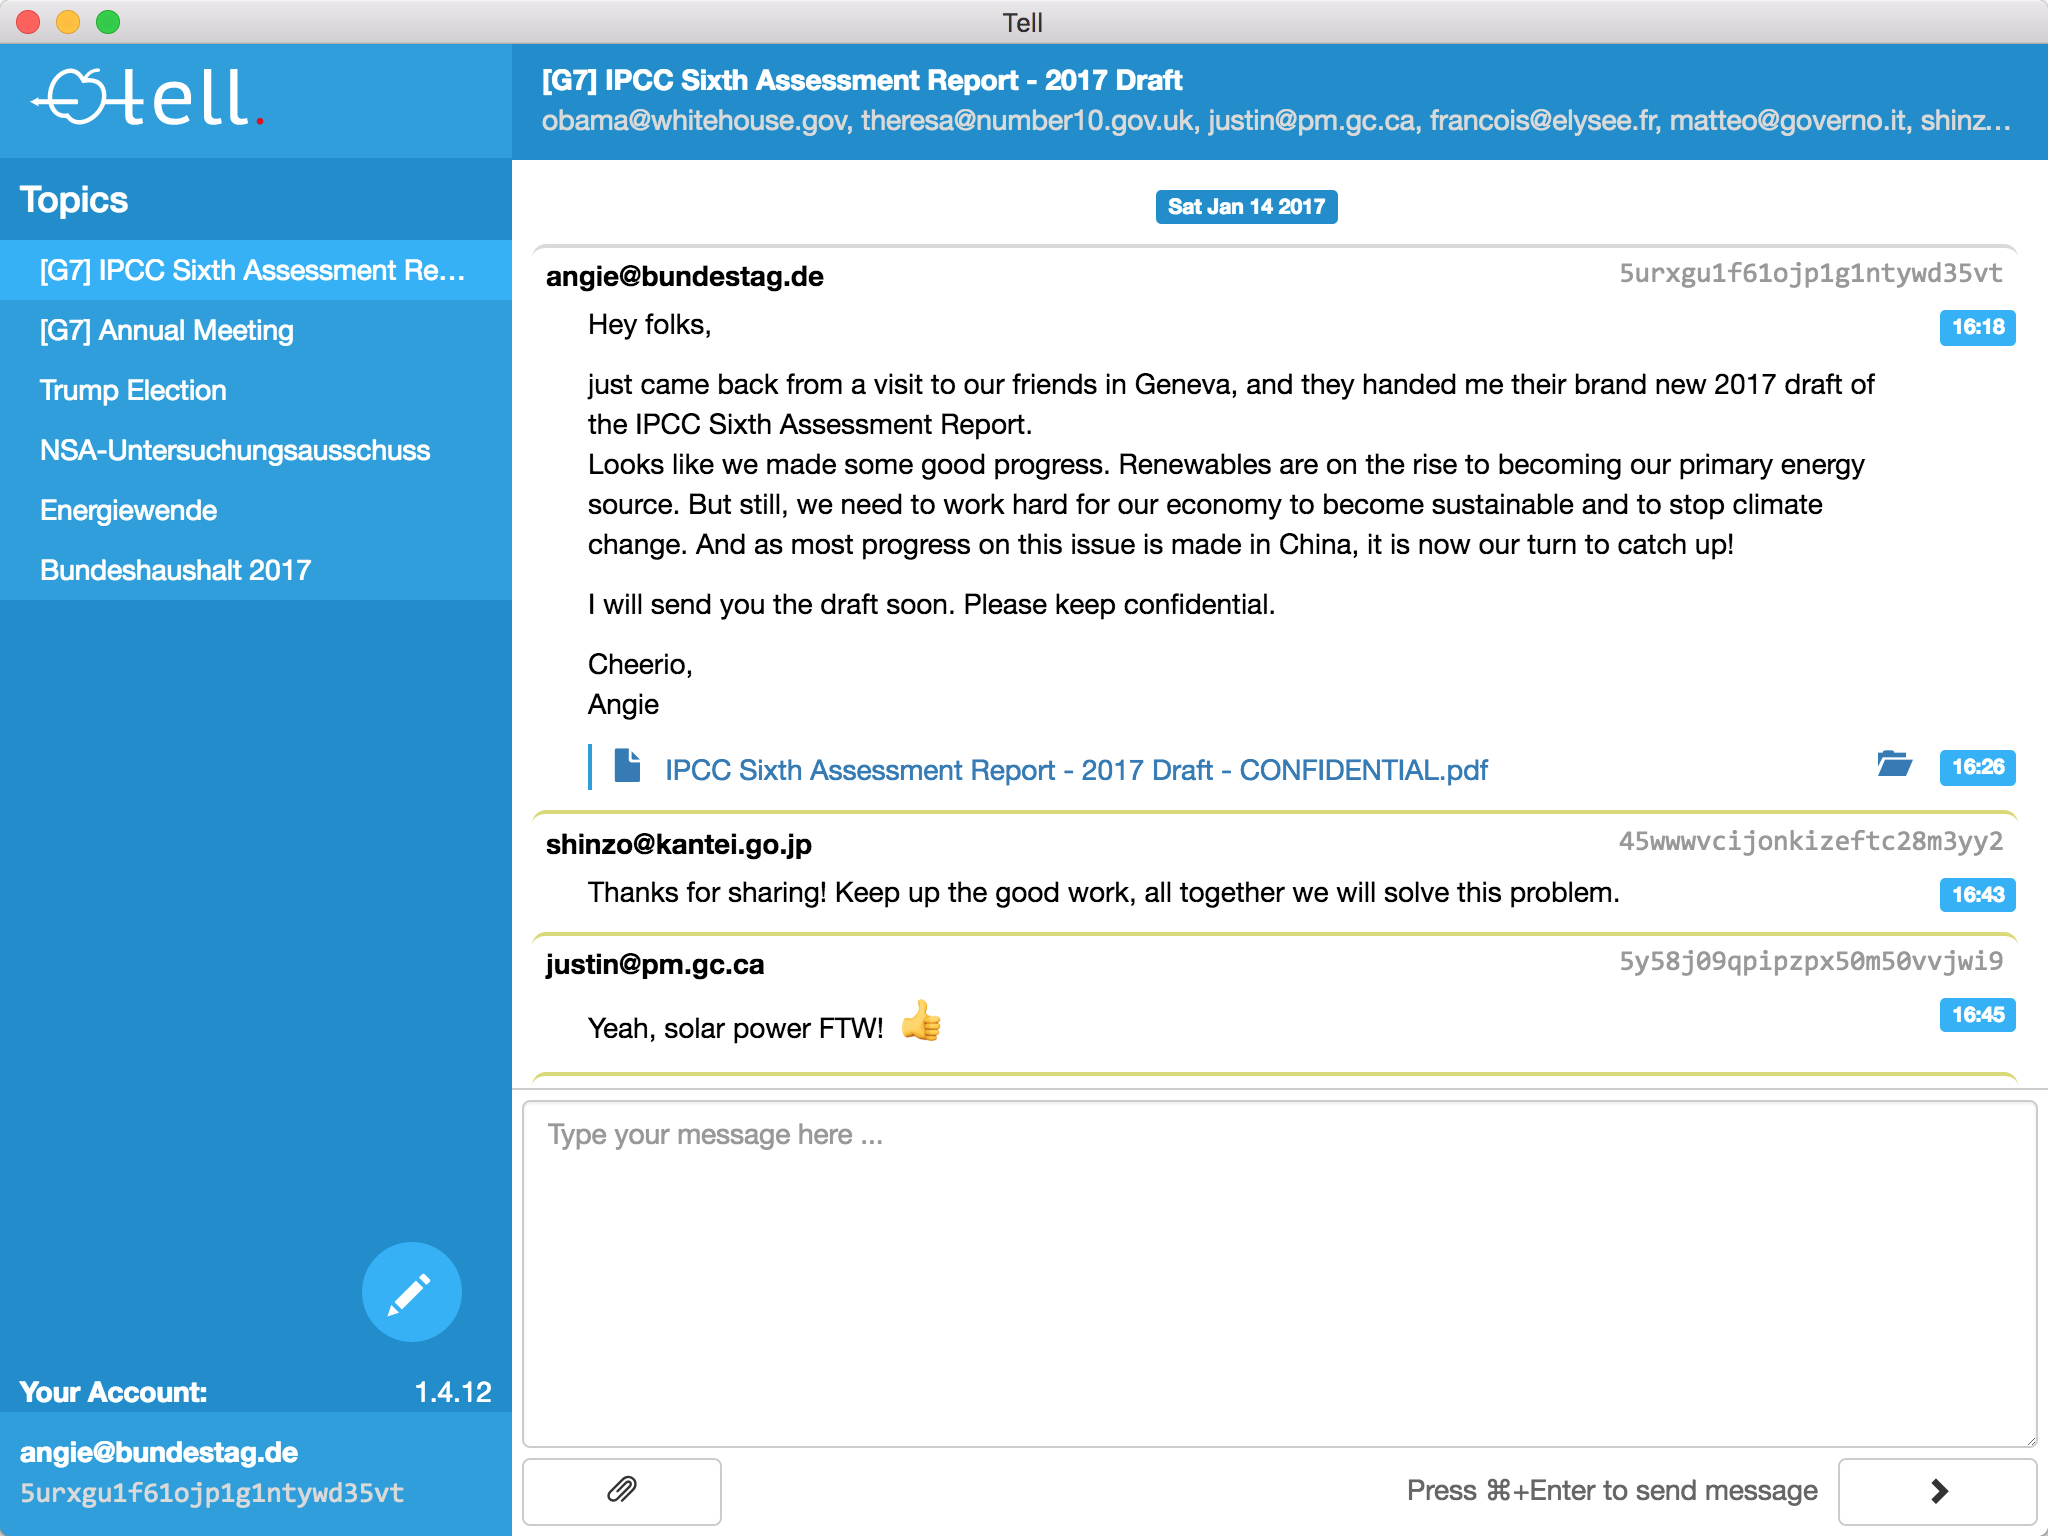 Tell
tell.
Topics
[G7] IPCC Sixth Assessment Re...
[G7] Annual Meeting
Trump Election
NSA-Untersuchungsausschuss
Energiewende
Bundeshaushalt 2017
Your Account:
1.4.12
angie@bundestag.de
5urxgu1f61ojp1g1ntywd35vt
[G7] IPCC Sixth Assessment Report - 2017 Draft
obama@whitehouse.gov, theresa@number10.gov.uk, justin@pm.gc.ca, francois@elysee.fr, matteo@governo.it, shinz...
Sat Jan 14 2017
angie@bundestag.de
5urxgu1f61ojp1g1ntywd35vt
Hey folks,
16:18
just came back from a visit to our friends in Geneva, and they handed me their brand new 2017 draft of
the IPCC Sixth Assessment Report.
Looks like we made some good progress. Renewables are on the rise to becoming our primary energy
source. But still, we need to work hard for our economy to become sustainable and to stop climate
change. And as most progress on this issue is made in China, it is now our turn to catch up!
I will send you the draft soon. Please keep confidential.
Cheerio,
Angie
IPCC Sixth Assessment Report - 2017 Draft - CONFIDENTIAL.pdf
16:26
shinzo@kantei.go.jp
45wwwvcijonkizeftc28m3yy2
Thanks for sharing! Keep up the good work, all together we will solve this problem.
16:43
justin@pm.gc.ca
5y58j09qpipzpx50m50vvjwi9
Yeah, solar power FTW! 👍
16:45
Type your message here ...
Press ⌘+Enter to send message